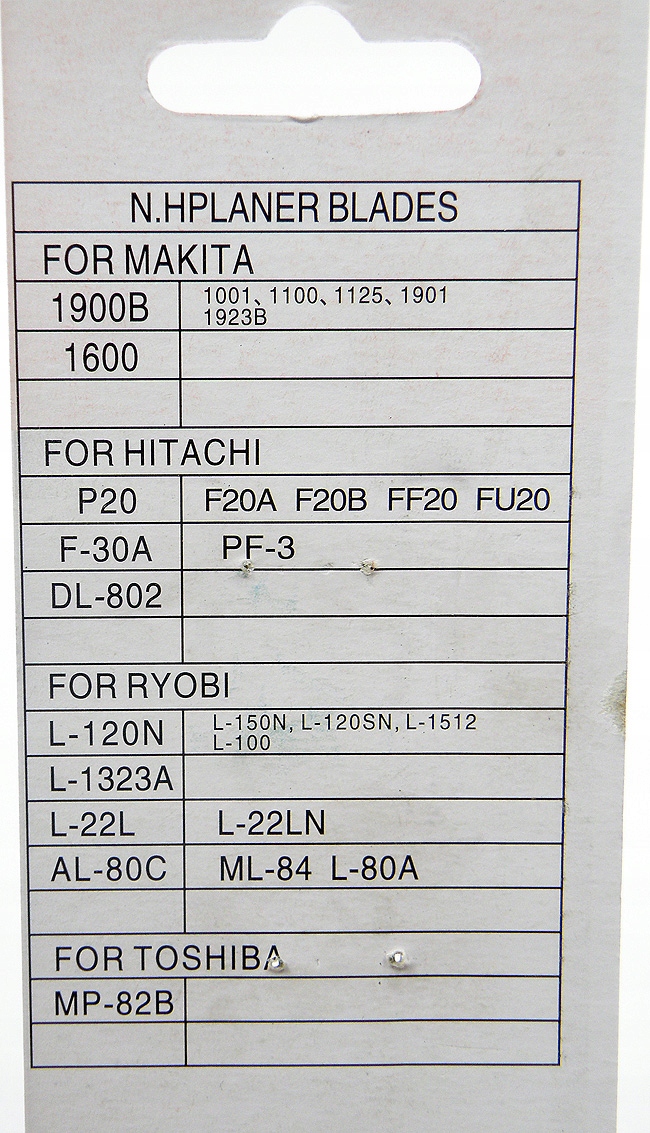 N.HPLANER BLADES
FOR MAKITA
1900B 1001、1100、1125、1901
1923B
1600
FOR HITACHI
P20 F20A F20B FF20 FU20
F-30A PF-3
DL-802
FOR RYOBI
L-120N L-150N, L-120SN, L-1512
L-100
L-1323A
L-22L L-22LN
AL-80C ML-84 L-80A
FOR TOSHIBA
MP-82B